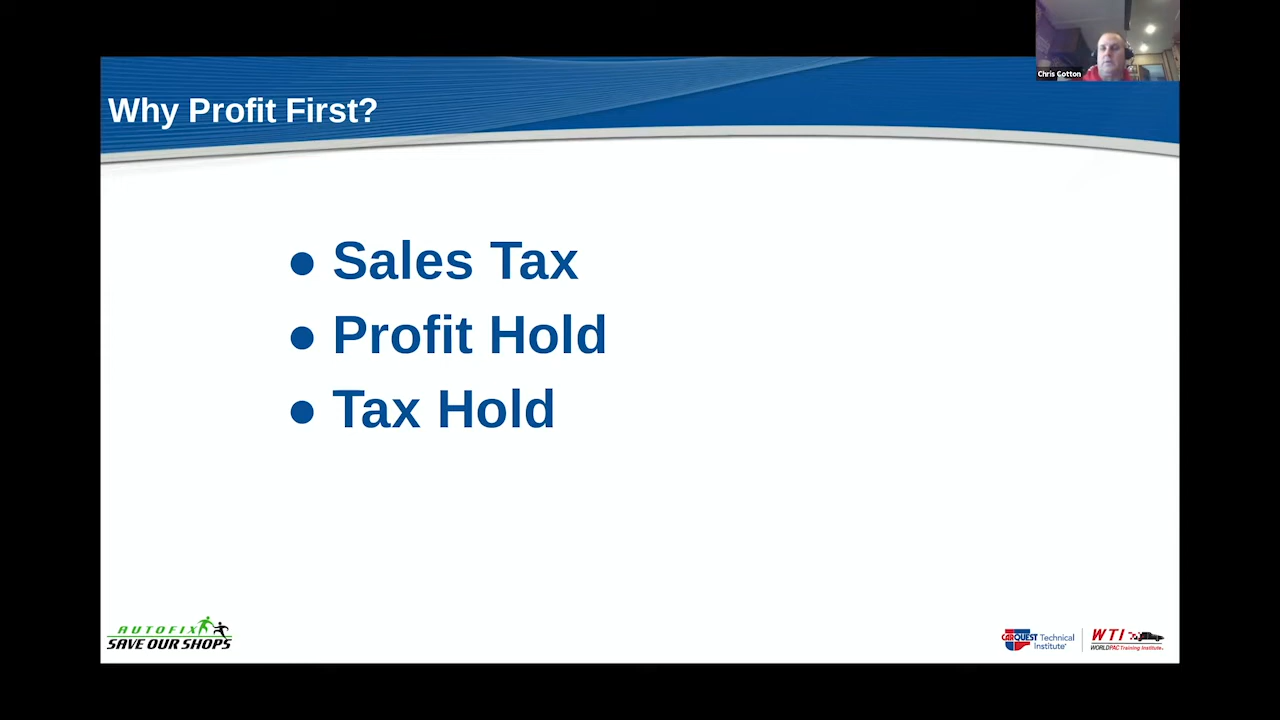 Chris Cotton
Why Profit First?
● Sales Tax
● Profit Hold
● Tax Hold
AUTOFIX
SAVE OUR SHOPS
CARQUEST Technical
Institute
WTI
WORLDPAC Training Institute